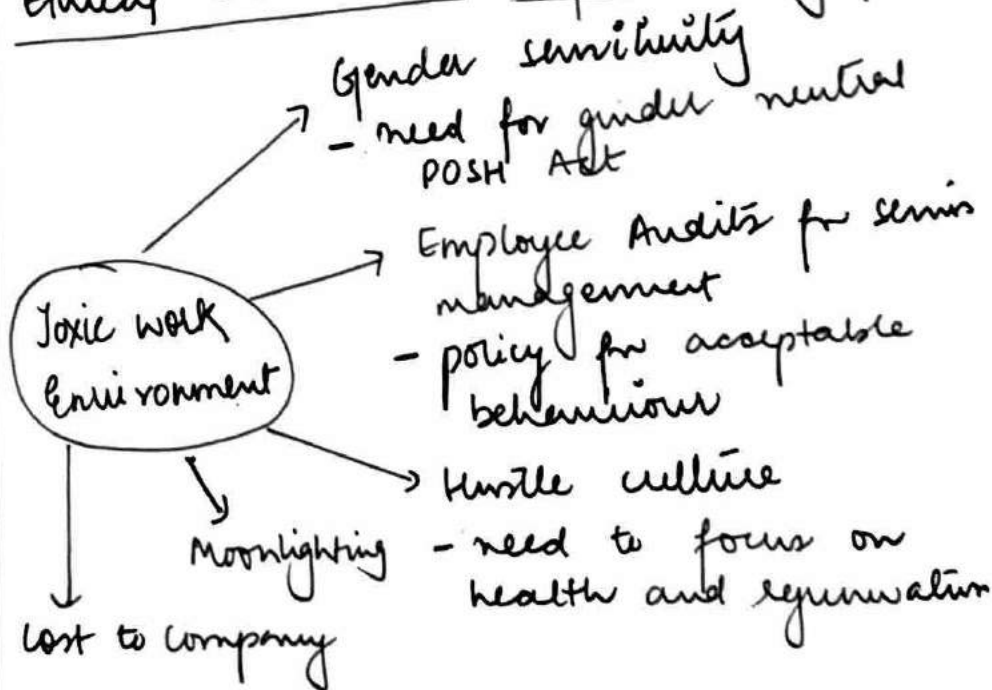 Ethical
Gender sensitivity
- need for gender neutral
POSH Act
Employee Audits for senior
management
- policy for acceptable
behaviour
Toxic work
Environment
Hustle culture
- need to focus on
health and rejuvenation
Moonlighting
Cost to company